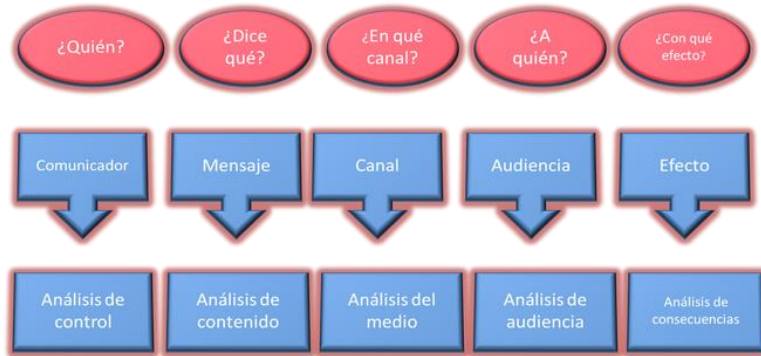 ¿Quién?
¿Dice
qué?
¿En qué
canal?
¿A
quién?
¿Con qué
efecto?
Comunicador
Mensaje
Canal
Audiencia
Efecto
Análisis de
control
Análisis de
contenido
Análisis del
medio
Análisis de
audiencia
Análisis de
consecuencias